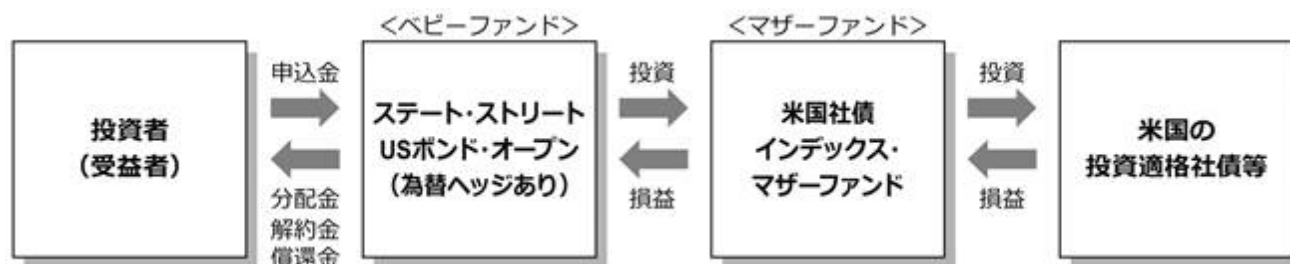 <ベビーファンド>
<マザーファンド>
投資者
(受益者)
申込金
分配金
解約金
償還金
ステート・ストリート
USボンド・オープン
(為替ヘッジあり)
投資
損益
米国社債
インデックス・
マザーファンド
投資
損益
米国の
投資適格社債等